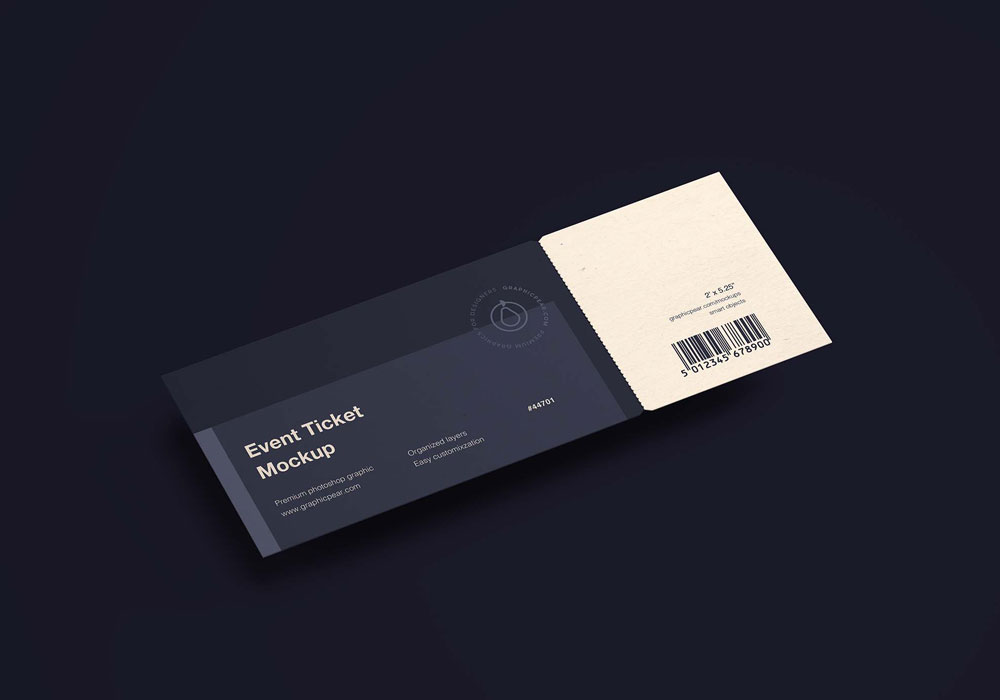 GRAPHICPEAR.COM PREMIUM GRAPHICS FOR DESIGNERS
Event Ticket
Mockup
Premium photoshop graphic
www.graphicpear.com
Organized layers
Easy customixzation
#44701
2' x 5.25"
graphicpear.com/mockups
smart objects
5 012345 678900